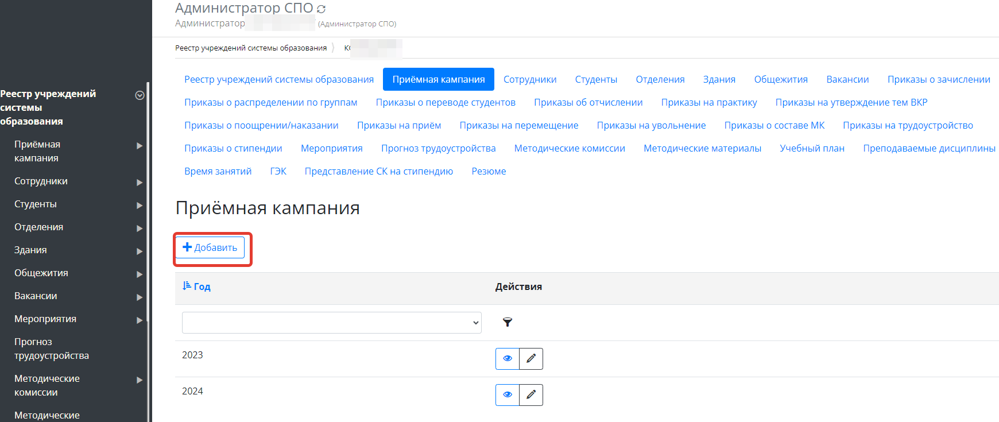 Администратор СПО
Администратор (Администратор СПО)
Реестр учреждений системы образования
Реестр учреждений системы образования Приёмная кампания Сотрудники Студенты Отделения Здания Общежития Вакансии Приказы о зачислении
Приказы о распределении по группам Приказы о переводе студентов Приказы об отчислении Приказы на практику Приказы на утверждение тем ВКР
Приказы о поощрении/наказании Приказы на приём Приказы на перемещение Приказы на увольнение Приказы о составе МК Приказы на трудоустройство
Приказы о стипендии Мероприятия Прогноз трудоустройства Методические комиссии Методические материалы Учебный план Преподаваемые дисциплины
Время занятий ГЭК Представление СК на стипендию Резюме
Реестр учреждений
системы
образования
Приёмная
кампания
Сотрудники
Студенты
Отделения
Здания
Общежития
Вакансии
Мероприятия
Прогноз
трудоустройства
Методические
комиссии
Методические
Приёмная кампания
Добавить
Год Действия
2023
2024